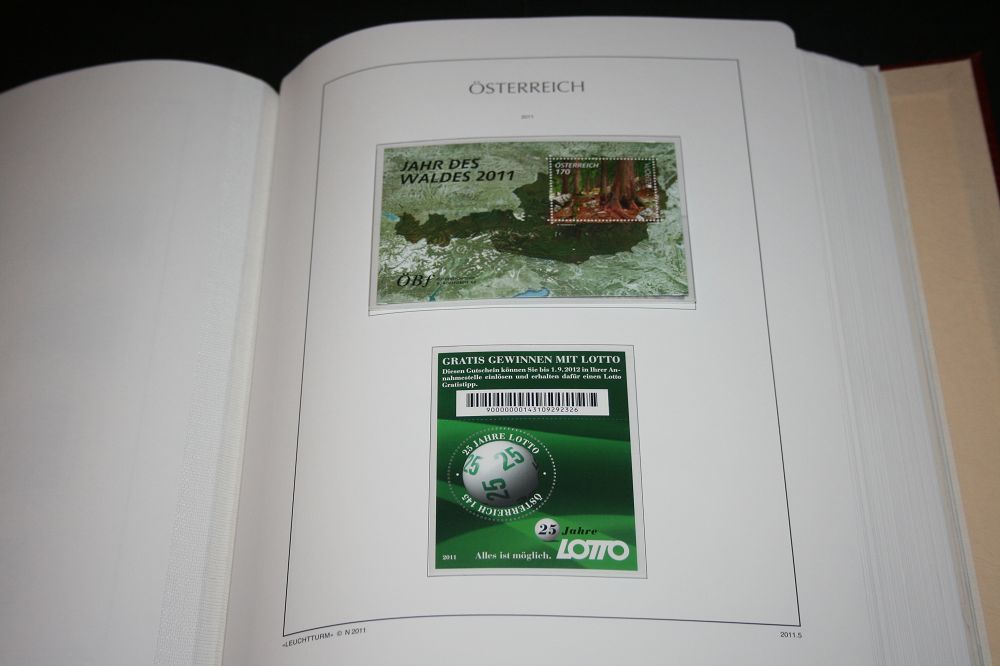 ÖSTERREICH
2011
JAHR DES
WALDES 2011
ÖSTERREICH
170
ÖBf
GRATIS GEWINNEN MIT LOTTO
Diesen Gutschein können Sie bis 1.9.2012 in Ihrer An-
nahmestelle einlösen und erhalten dafür einen Lotto
Gratistipp.
90000000143109292326
25 JAHRE LOTTO
25
25
25
ÖSTERREICH 145
25 Jahre
LOTTO
2011
Alles ist möglich.
»LEUCHTTURM« © N 2011
2011.5